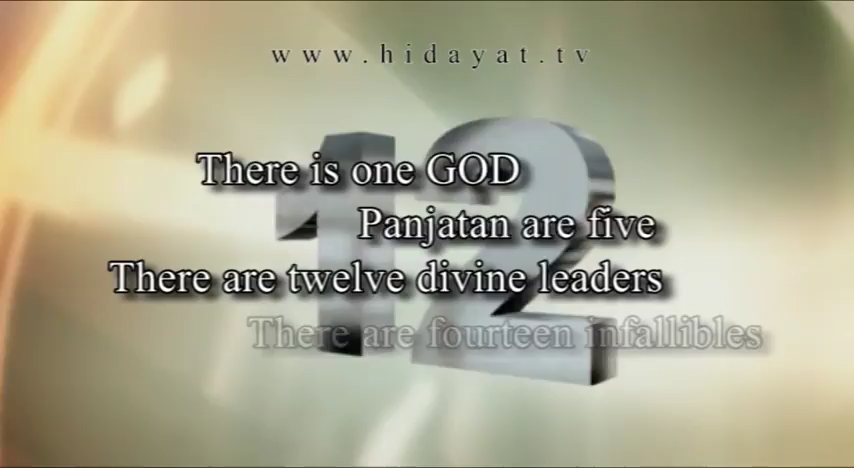 www.hidayat.tv
12
There is one GOD
Panjatan are five
There are twelve divine leaders
There are fourteen infallibles